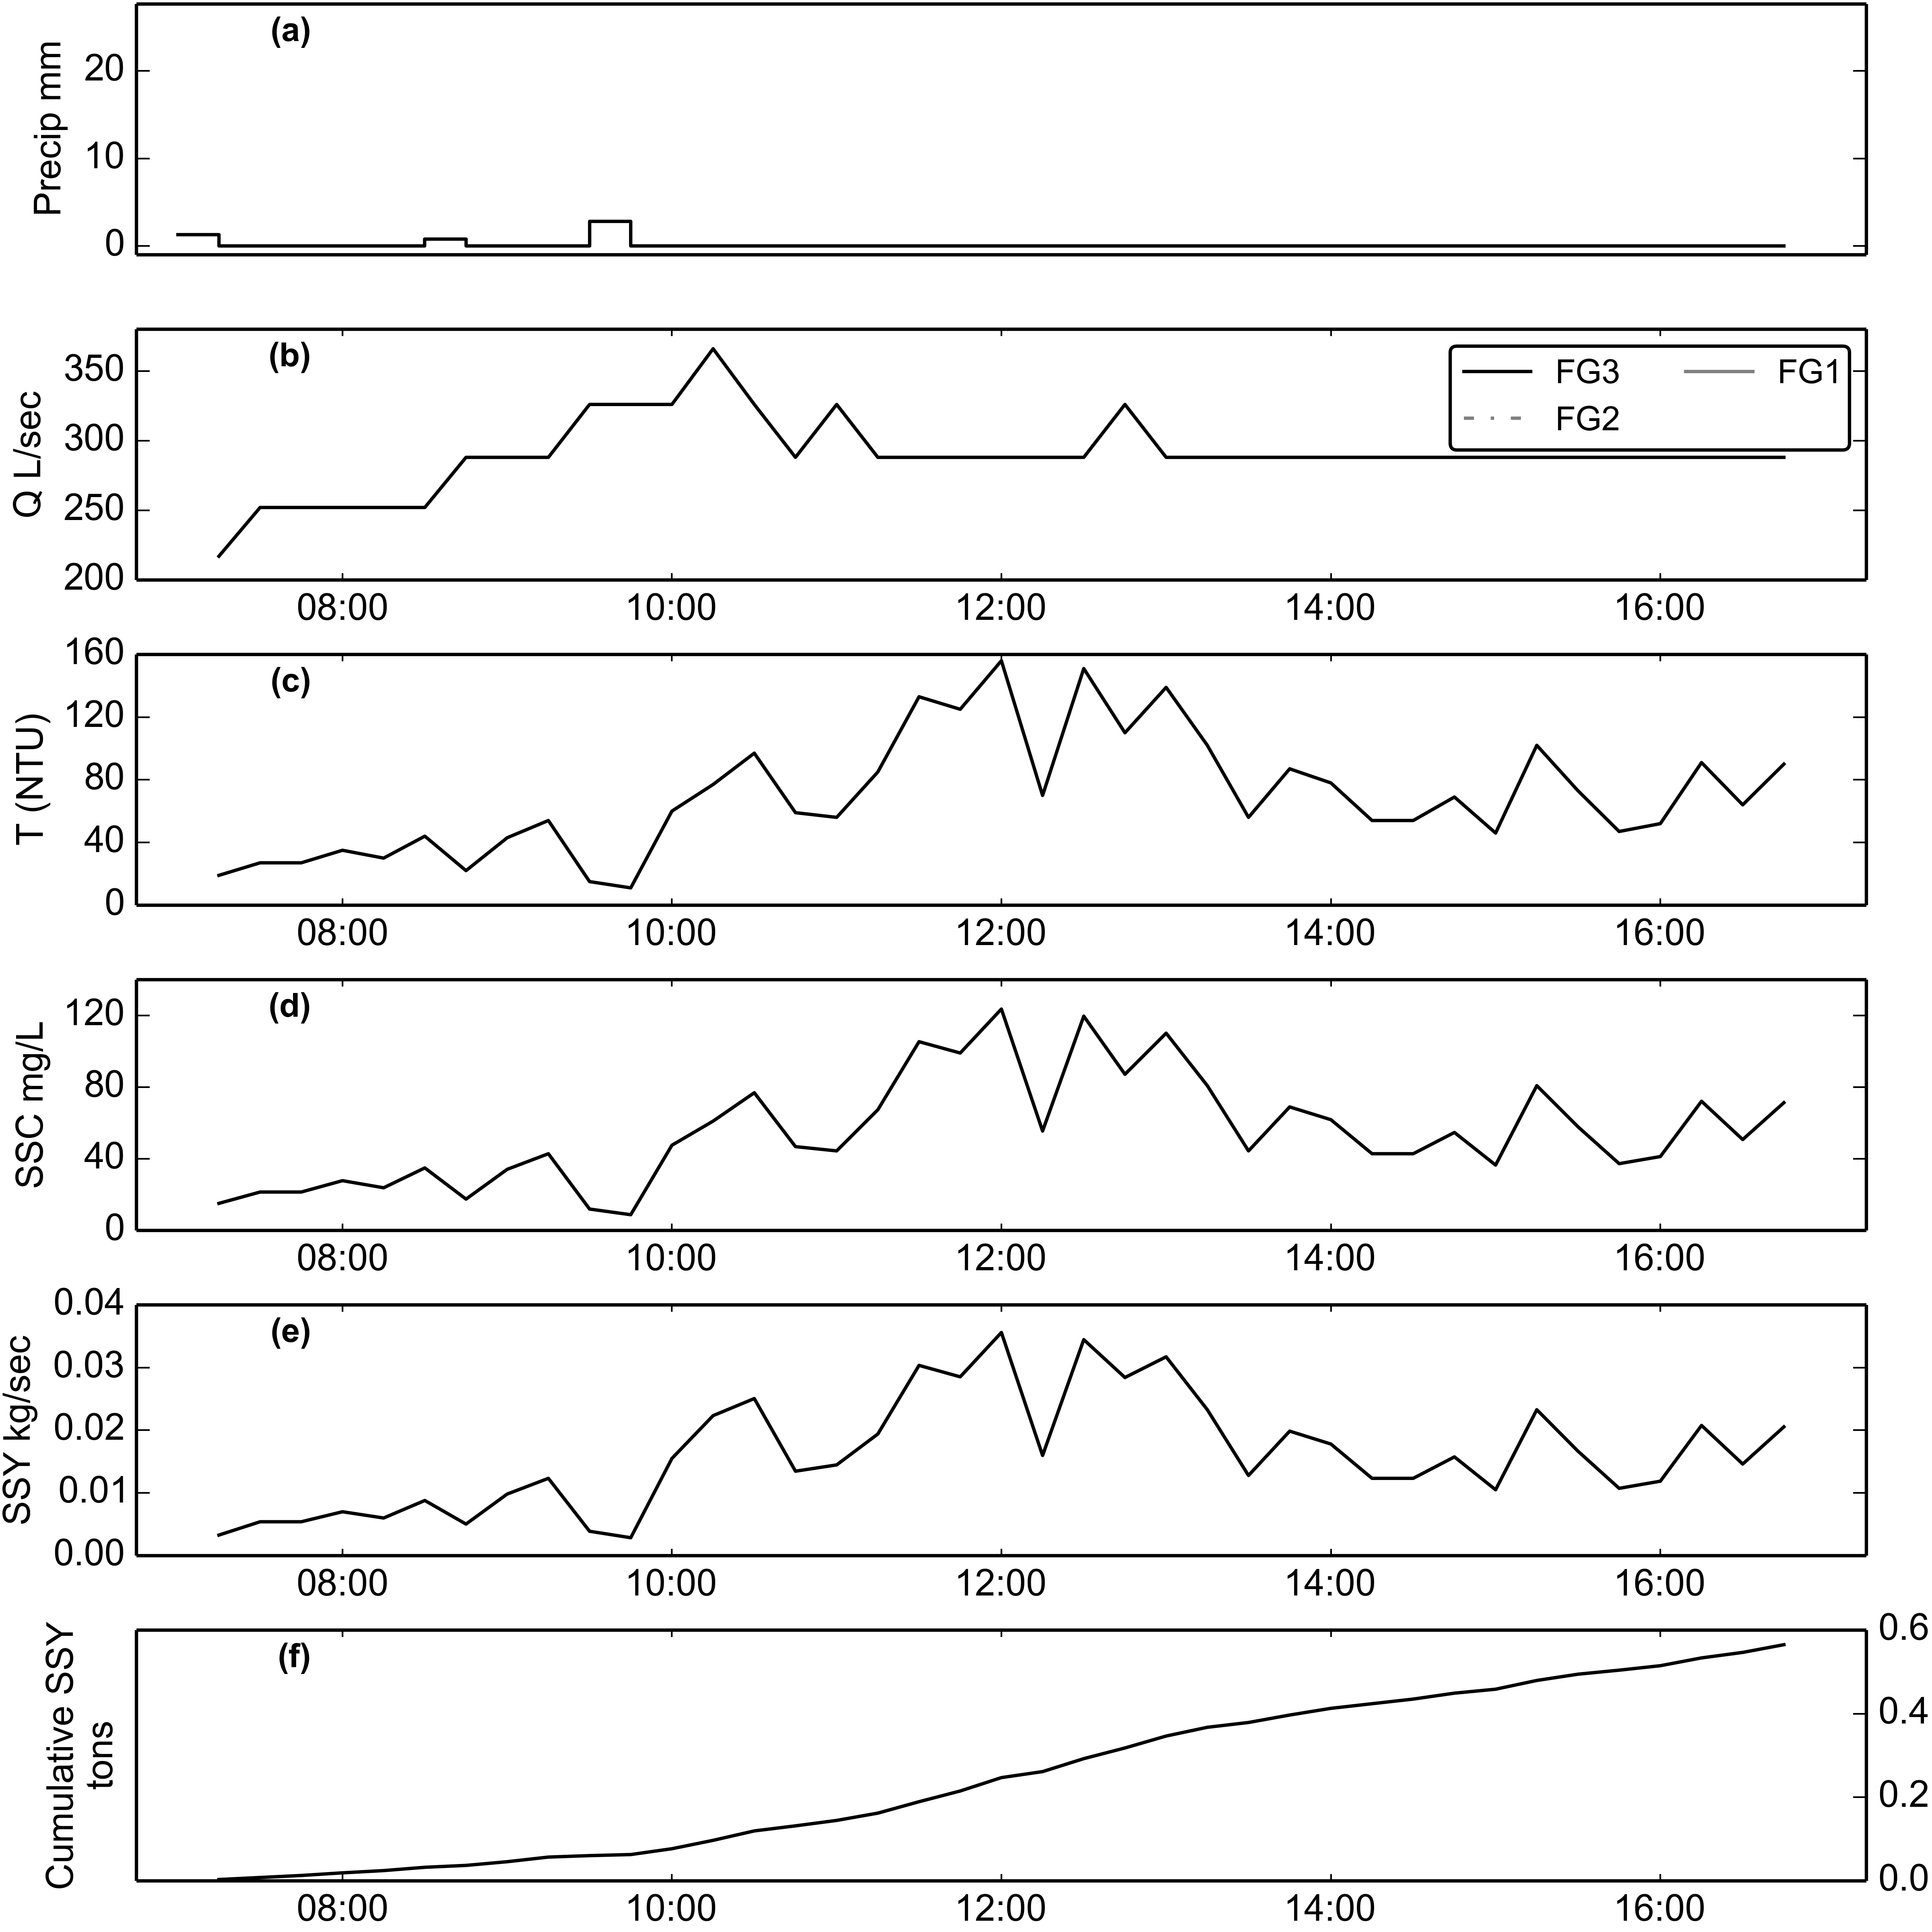 (a)
Precip mm
20
10
0
(b)
Q L/sec
350
300
250
200
FG3 FG1
FG2
08:00 10:00 12:00 14:00 16:00
(c)
T (NTU)
160
120
80
40
0
08:00 10:00 12:00 14:00 16:00
(d)
SSC mg/L
120
80
40
0
08:00 10:00 12:00 14:00 16:00
(e)
SSY kg/sec
0.04
0.03
0.02
0.01
0.00
08:00 10:00 12:00 14:00 16:00
(f)
Cumulative SSY
tons
0.6
0.4
0.2
0.0
08:00 10:00 12:00 14:00 16:00